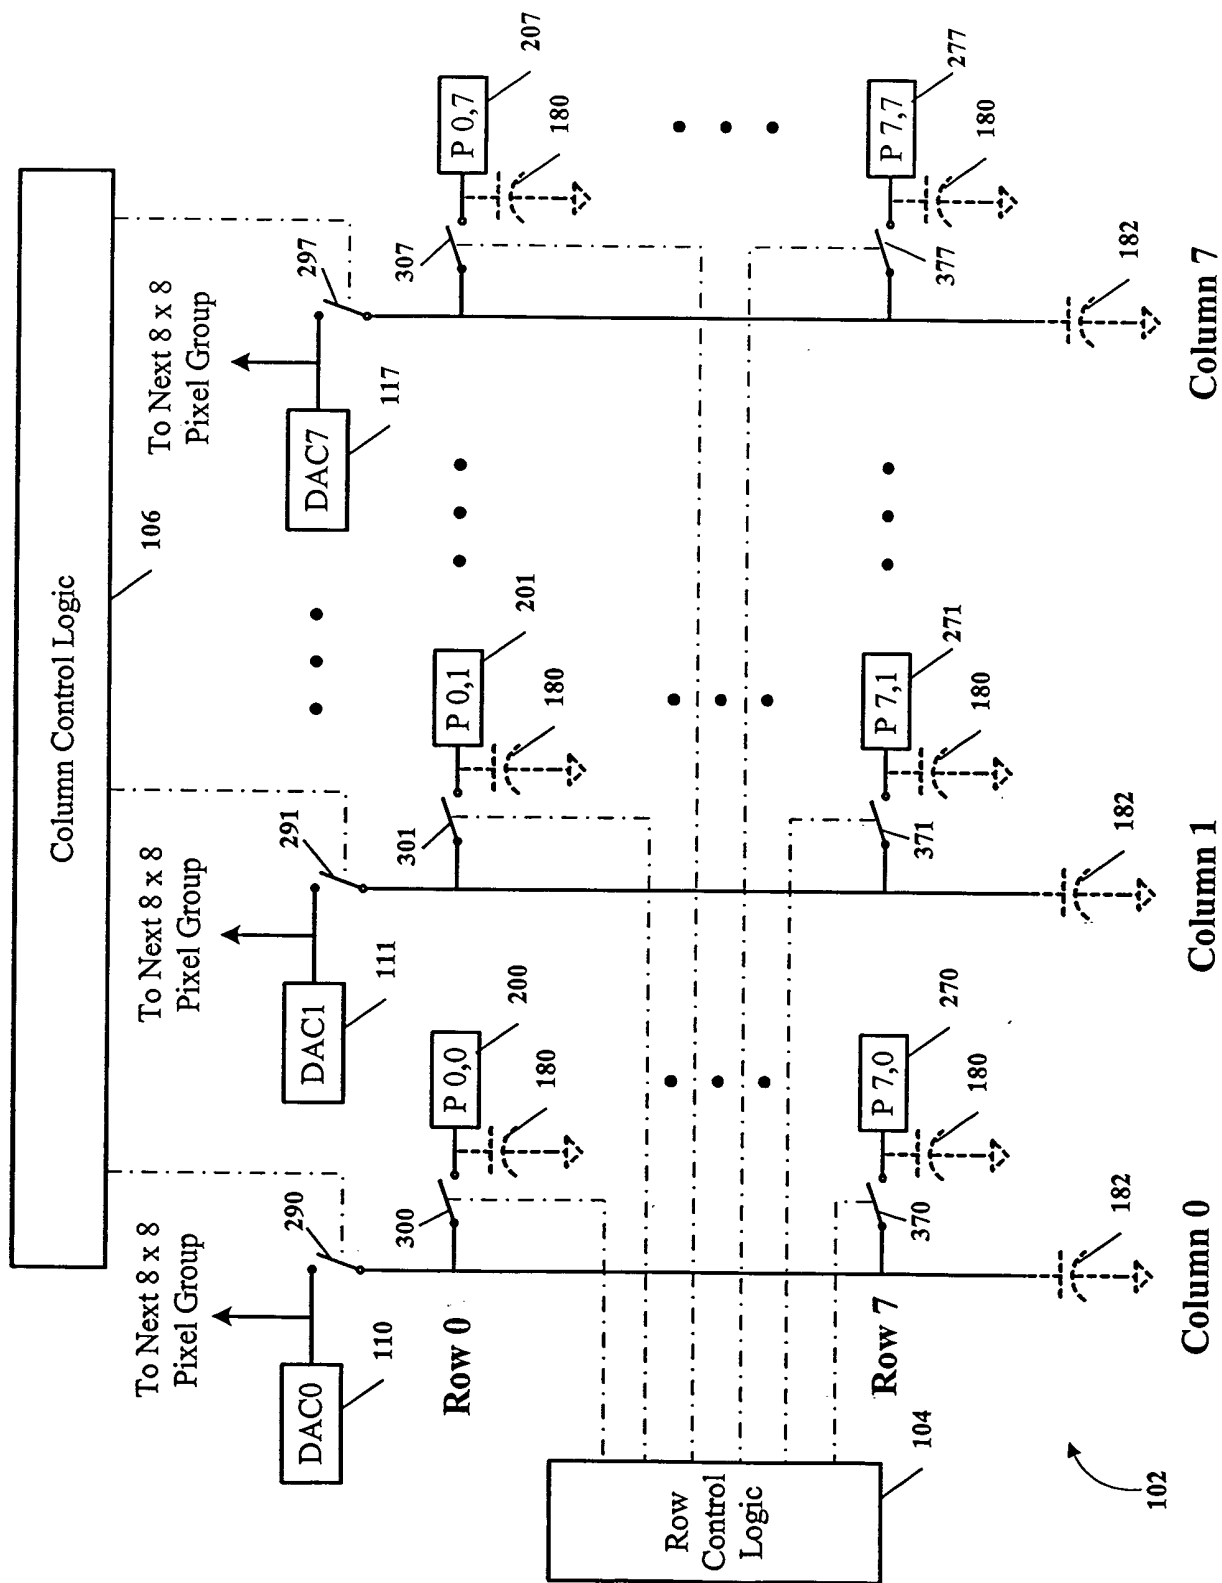 Column Control Logic
106
To Next 8 x 8
Pixel Group
To Next 8 x 8
Pixel Group
To Next 8 x 8
Pixel Group
290
291
297
DAC0
110
DAC1
111
DAC7
117
Row 0
300
P 0,0
200
180
301
P 0,1
201
180
307
P 0,7
207
180
Row
Control
Logic
104
Row 7
370
P 7,0
270
180
371
P 7,1
271
180
377
P 7,7
277
180
182
182
182
102
Column 0
Column 1
Column 7